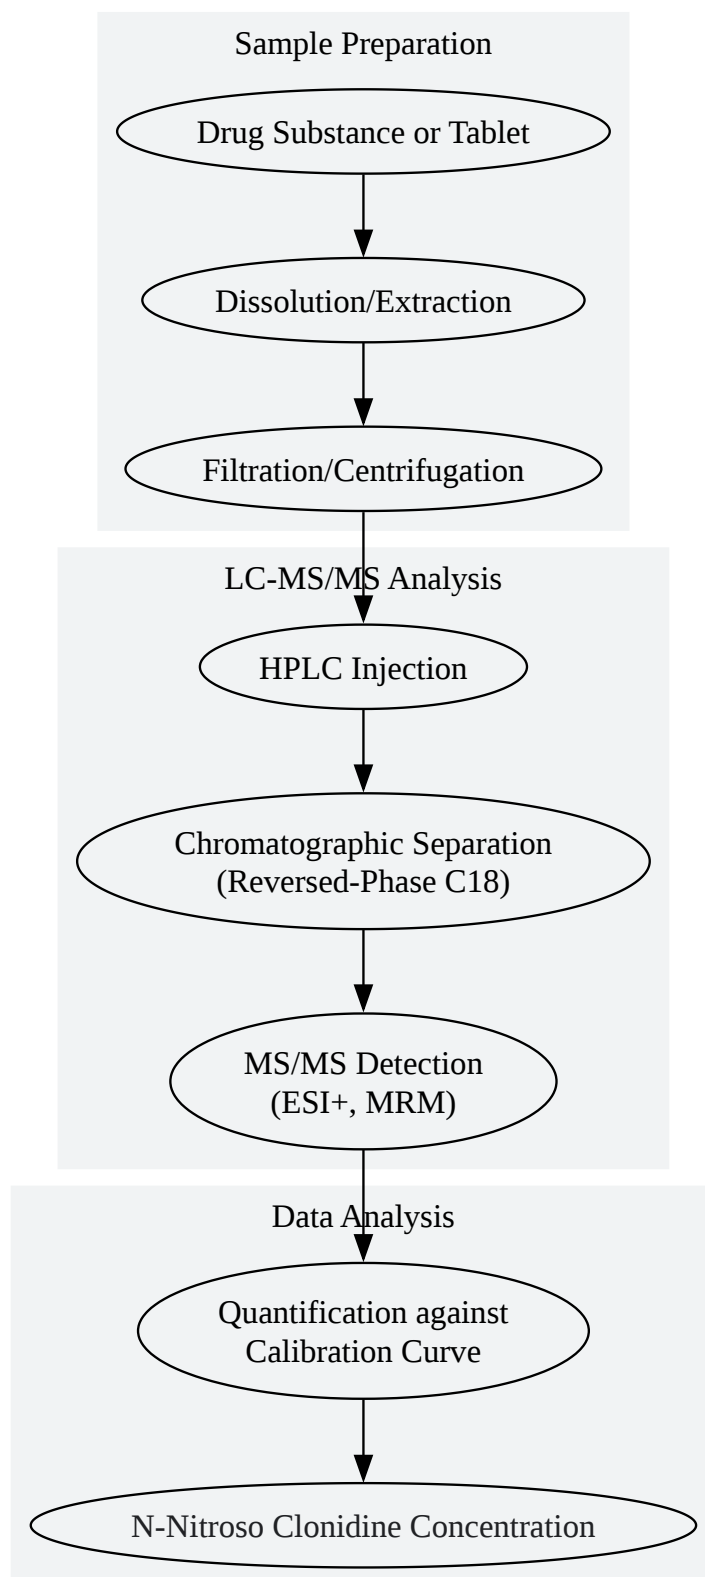 Sample Preparation
Drug Substance or Tablet
Dissolution/Extraction
Filtration/Centrifugation
LC-MS/MS Analysis
HPLC Injection
Chromatographic Separation
(Reversed-Phase C18)
MS/MS Detection
(ESI+, MRM)
Data Analysis
Quantification against
Calibration Curve
N-Nitroso Clonidine Concentration